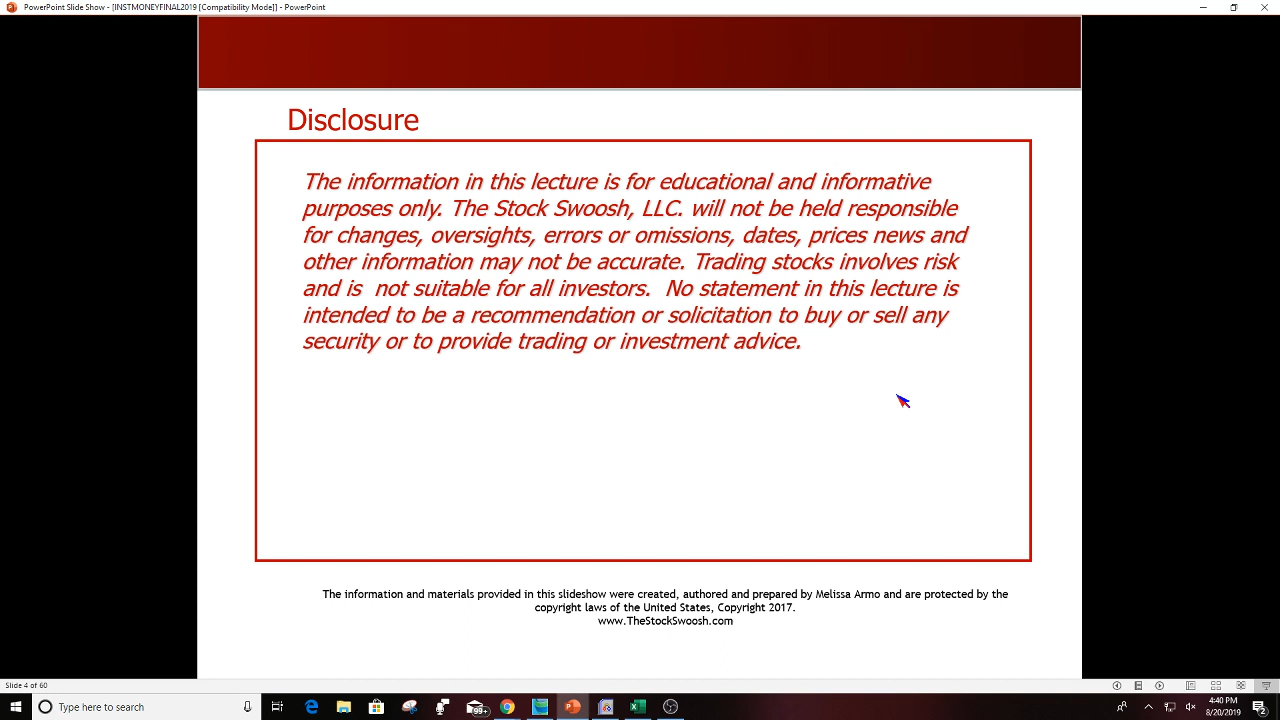 PowerPoint Slide Show - [INSTMONEYFINAL2019 [Compatibility Mode]] - PowerPoint
Disclosure
The information in this lecture is for educational and informative
purposes only. The Stock Swoosh, LLC. will not be held responsible
for changes, oversights, errors or omissions, dates, prices news and
other information may not be accurate. Trading stocks involves risk
and is  not suitable for all investors.  No statement in this lecture is
intended to be a recommendation or solicitation to buy or sell any
security or to provide trading or investment advice.
The information and materials provided in this slideshow were created, authored and prepared by Melissa Armo and are protected by the
copyright laws of the United States, Copyright 2017.
www.TheStockSwoosh.com
Slide 4 of 60
Type here to search
99+
4:40 PM
8/20/2019
2